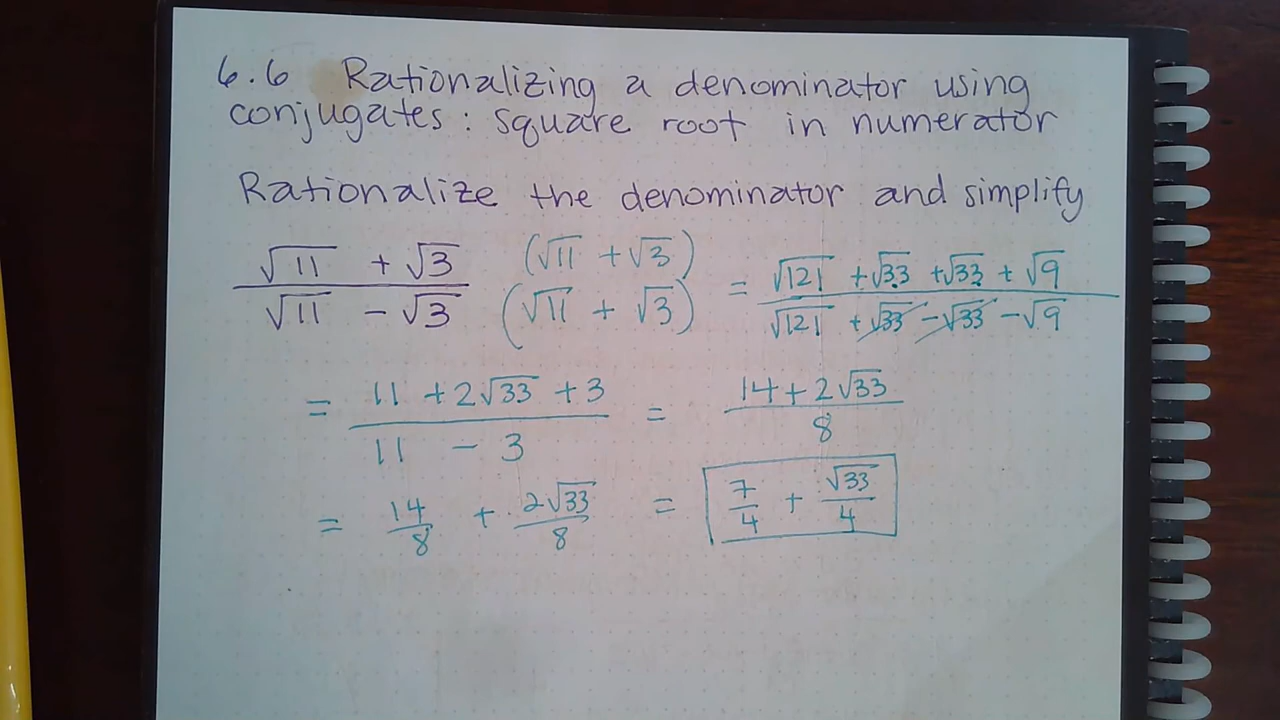 6.6 Rationalizing a denominator using
conjugates: square root in numerator
Rationalize the denominator and simplify
(√11 + √3)/(√11 - √3) (√11 + √3)/(√11 + √3) = (√121 + √33 + √33 + √9)/(√121 + √33 - √33 - √9)
= (11 + 2√33 + 3)/(11 - 3) = (14 + 2√33)/8
= 14/8 + 2√33/8 = 7/4 + √33/4